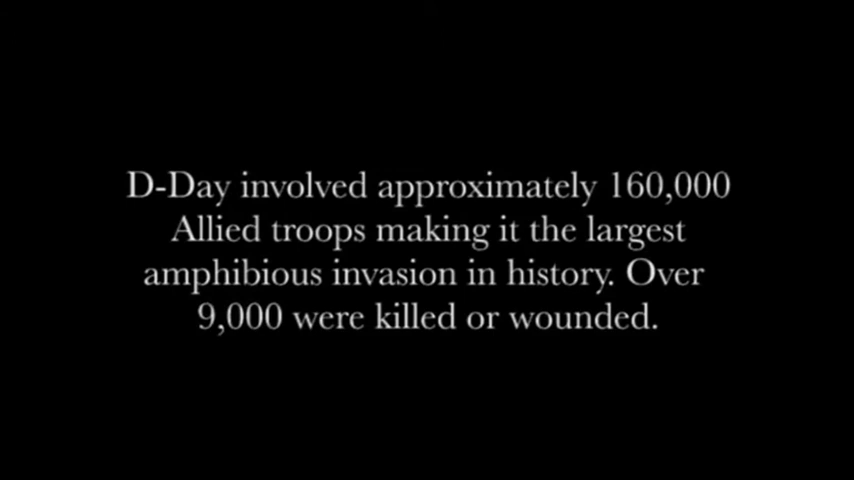 D-Day involved approximately 160,000
Allied troops making it the largest
amphibious invasion in history. Over
9,000 were killed or wounded.